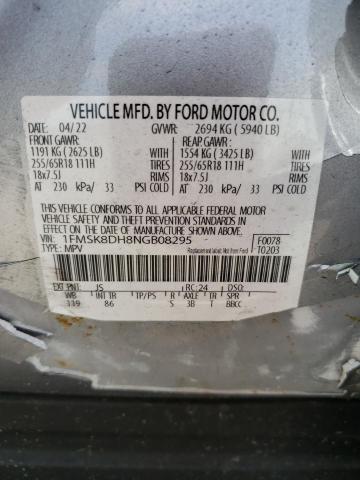 VEHICLE MFD. BY FORD MOTOR CO.
DATE: 04/22 GVWR: 2694 KG ( 5940 LB)
FRONT GAWR: REAR GAWR:
1191 KG ( 2625 LB) 1554 KG ( 3425 LB)
255/65R18 111H TIRES 255/65R18 111H TIRES
18x7.5J RIMS 18x7.5J RIMS
AT 230 kPa/ 33 PSI COLD AT 230 kPa/ 33 PSI COLD
THIS VEHICLE CONFORMS TO ALL APPLICABLE FEDERAL MOTOR
VEHICLE SAFETY AND THEFT PREVENTION STANDARDS IN
EFFECT ON THE DATE OF MANUFACTURE SHOWN ABOVE.
VIN: 1FMSK8DH8NGB08295 F0078
TYPE: MPV Replacement label: Not from Ford T0203
EXT PNT: JS RC: 24 DSO:
WB INT TR TP/PS R AXLE TR SPR
119 86 S 3B T BBCC